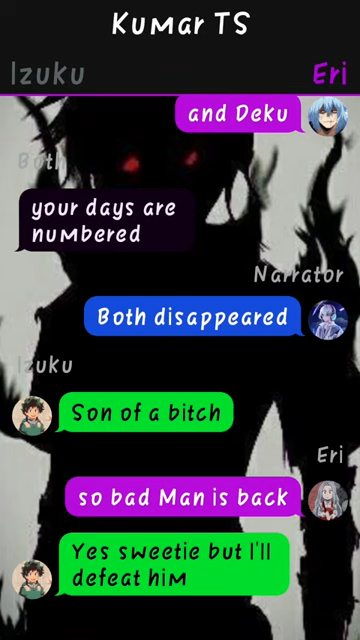 Kumar TS
Izuku
Eri
and Deku
Both
your days are
numbered
Narrator
Both disappeared
Izuku
Son of a bitch
Eri
so bad Man is back
Yes sweetie but I'll
defeat him